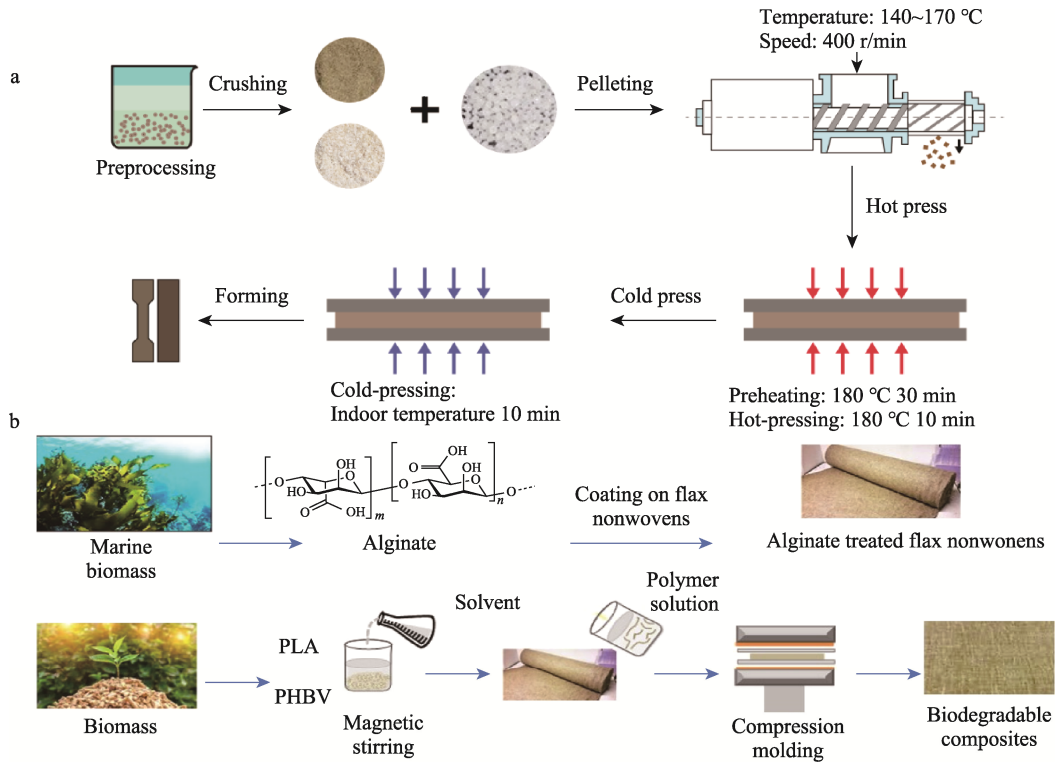 a
Preprocessing
Crushing
+
Pelleting
Temperature: 140~170 ℃
Speed: 400 r/min
Hot press
Preheating: 180 ℃ 30 min
Hot-pressing: 180 ℃ 10 min
Cold press
Cold-pressing:
Indoor temperature 10 min
Forming
b
Marine
biomass
O
OH
O
HO
O
OH
m
O
O
OH
OH
O
HO
n
O
Alginate
Coating on flax
nonwovens
Alginate treated flax nonwonens
Biomass
PLA
PHBV
Magnetic
stirring
Solvent
Polymer
solution
Compression
molding
Biodegradable
composites